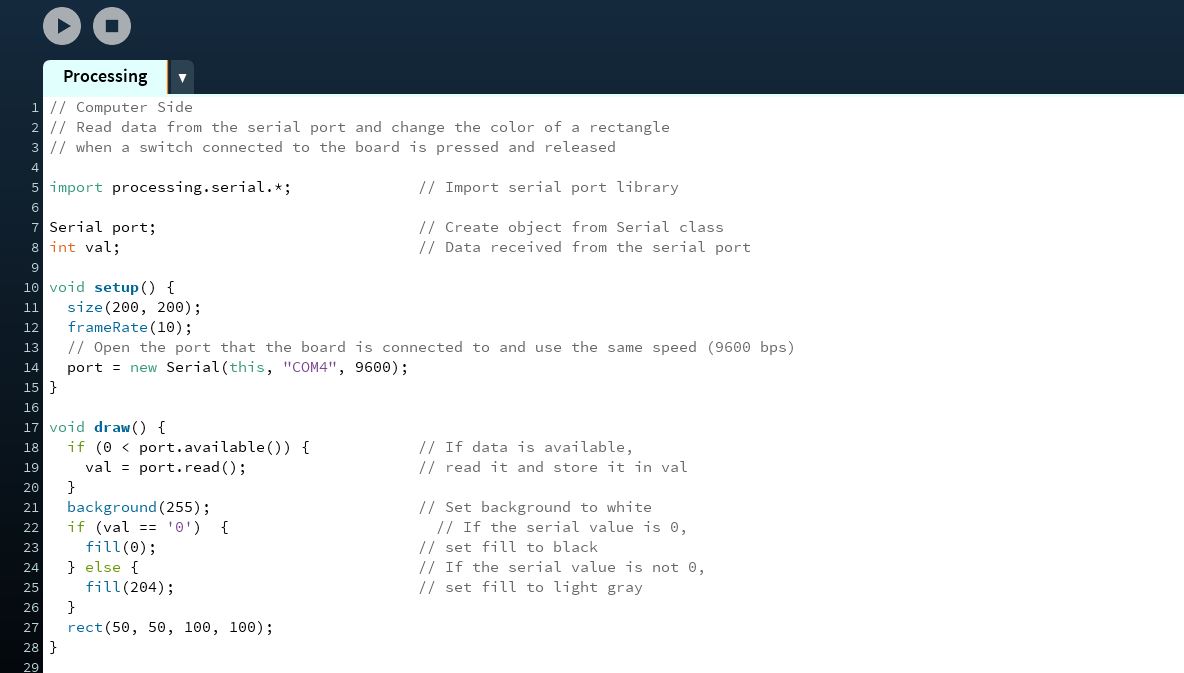 Processing
1 // Computer Side
2 // Read data from the serial port and change the color of a rectangle
3 // when a switch connected to the board is pressed and released
4
5 import processing.serial.*; // Import serial port library
6
7 Serial port; // Create object from Serial class
8 int val; // Data received from the serial port
9
10 void setup() {
11 size(200, 200);
12 frameRate(10);
13 // Open the port that the board is connected to and use the same speed (9600 bps)
14 port = new Serial(this, "COM4", 9600);
15 }
16
17 void draw() {
18 if (0 < port.available()) { // If data is available,
19 val = port.read(); // read it and store it in val
20 }
21 background(255); // Set background to white
22 if (val == '0') { // If the serial value is 0,
23 fill(0); // set fill to black
24 } else { // If the serial value is not 0,
25 fill(204); // set fill to light gray
26 }
27 rect(50, 50, 100, 100);
28 }
29